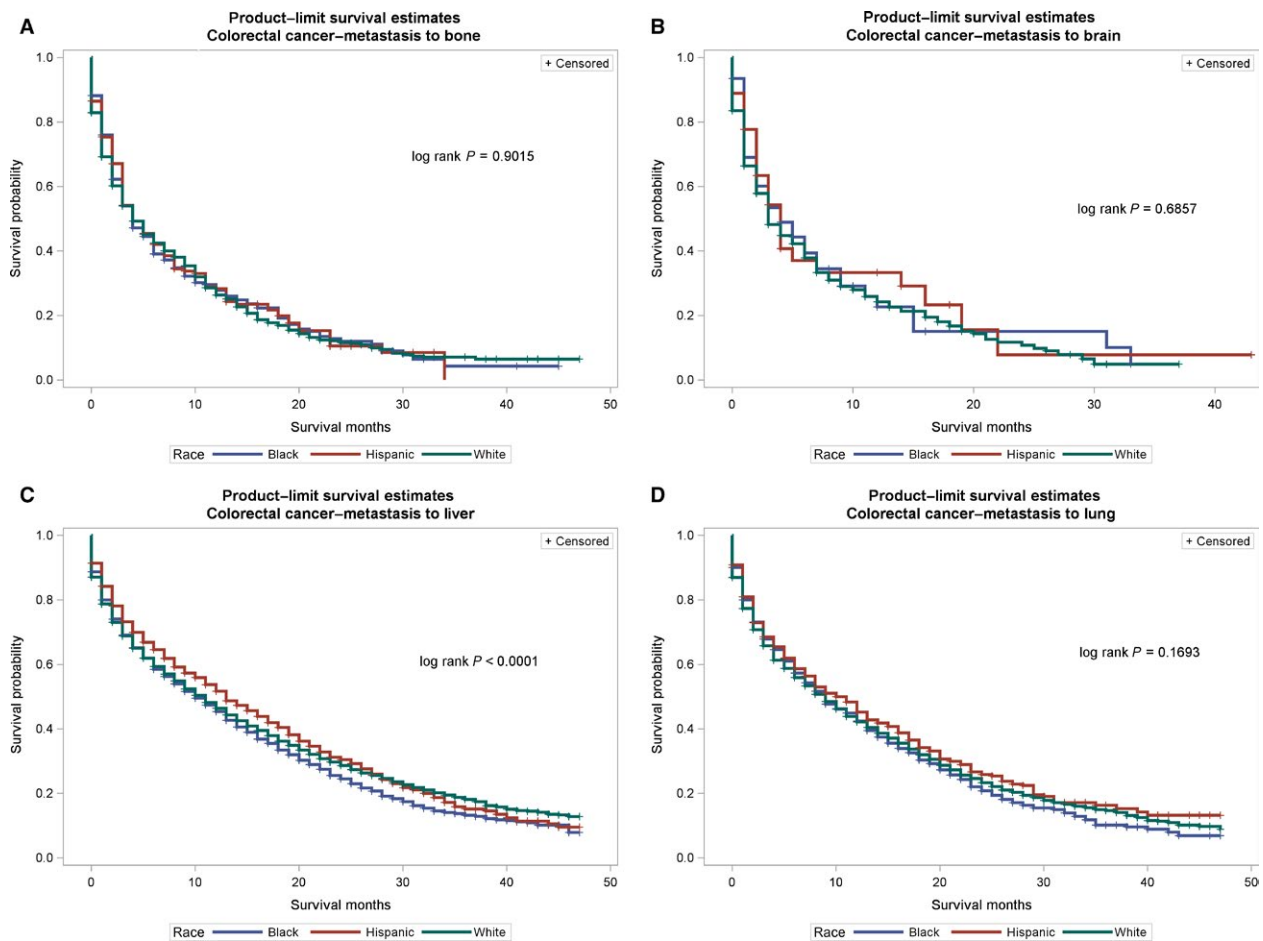 A
Product–limit survival estimates
Colorectal cancer–metastasis to bone
+ Censored
log rank P = 0.9015
Survival probability
1.0
0.8
0.6
0.4
0.2
0.0
0 10 20 30 40 50
Survival months
Race Black Hispanic White
B
Product–limit survival estimates
Colorectal cancer–metastasis to brain
+ Censored
log rank P = 0.6857
Survival probability
1.0
0.8
0.6
0.4
0.2
0.0
0 10 20 30 40
Survival months
Race Black Hispanic White
C
Product–limit survival estimates
Colorectal cancer–metastasis to liver
+ Censored
log rank P < 0.0001
Survival probability
1.0
0.8
0.6
0.4
0.2
0.0
0 10 20 30 40 50
Survival months
Race Black Hispanic White
D
Product–limit survival estimates
Colorectal cancer–metastasis to lung
+ Censored
log rank P = 0.1693
Survival probability
1.0
0.8
0.6
0.4
0.2
0.0
0 10 20 30 40 50
Survival months
Race Black Hispanic White